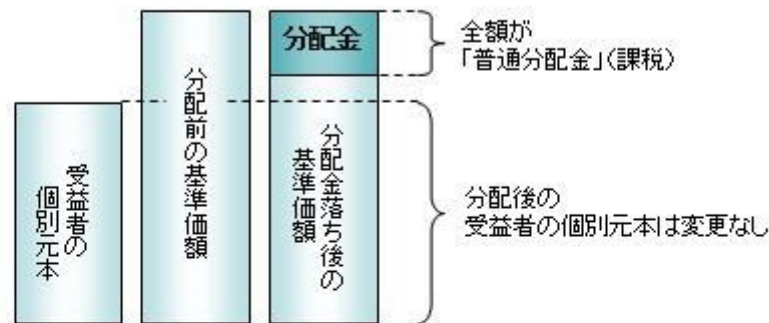 受益者の
個別元本
分配前の基準価額
分配金
分配金落ち後の
基準価額
全額が
「普通分配金」(課税)
分配後の
受益者の個別元本は変更なし